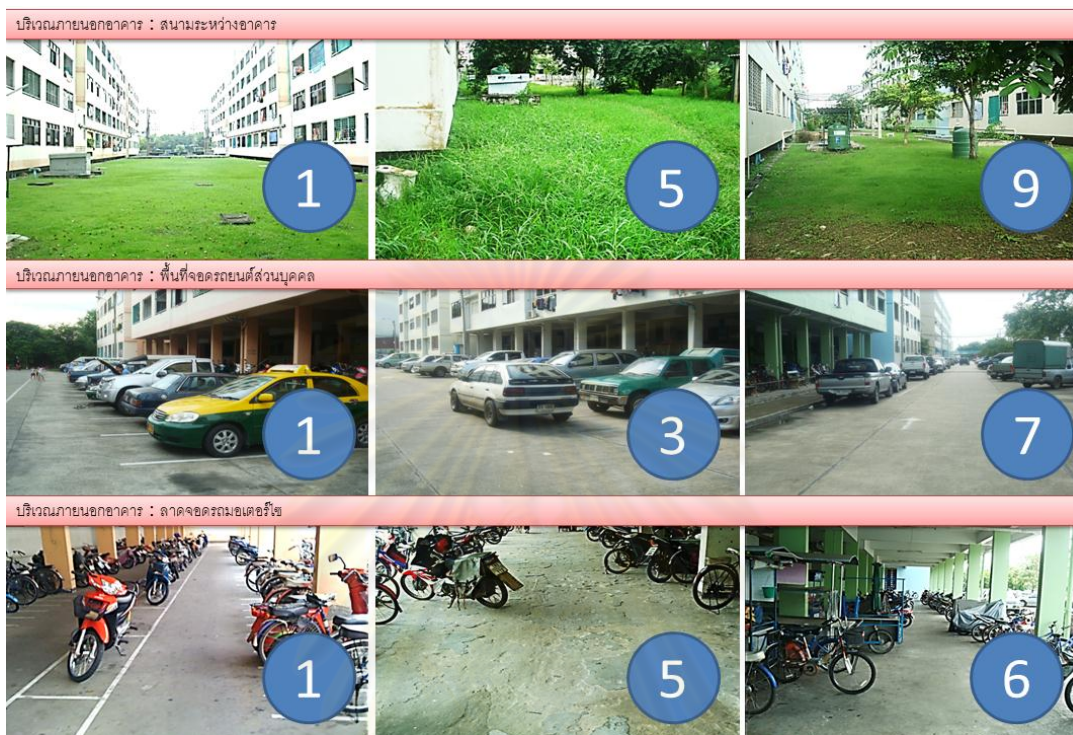 บริเวณภายนอกอาคาร : สนามระหว่างอาคาร
1 5 9
บริเวณภายนอกอาคาร : พื้นที่จอดรถยนต์ส่วนบุคคล
1 3 7
บริเวณภายนอกอาคาร : ลาดจอดรถมอเตอร์ไซ
1 5 6